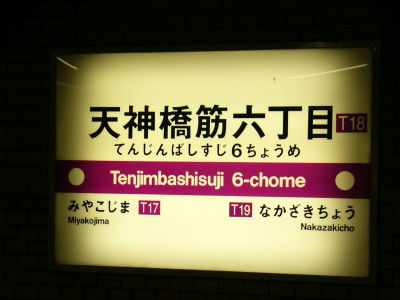 天神橋筋六丁目 T18
てんじんばしすじ6ちょうめ
Tenjimbashisuji 6-chome
みやこじま T17 T19 なかざきちょう
Miyakojima Nakazakicho